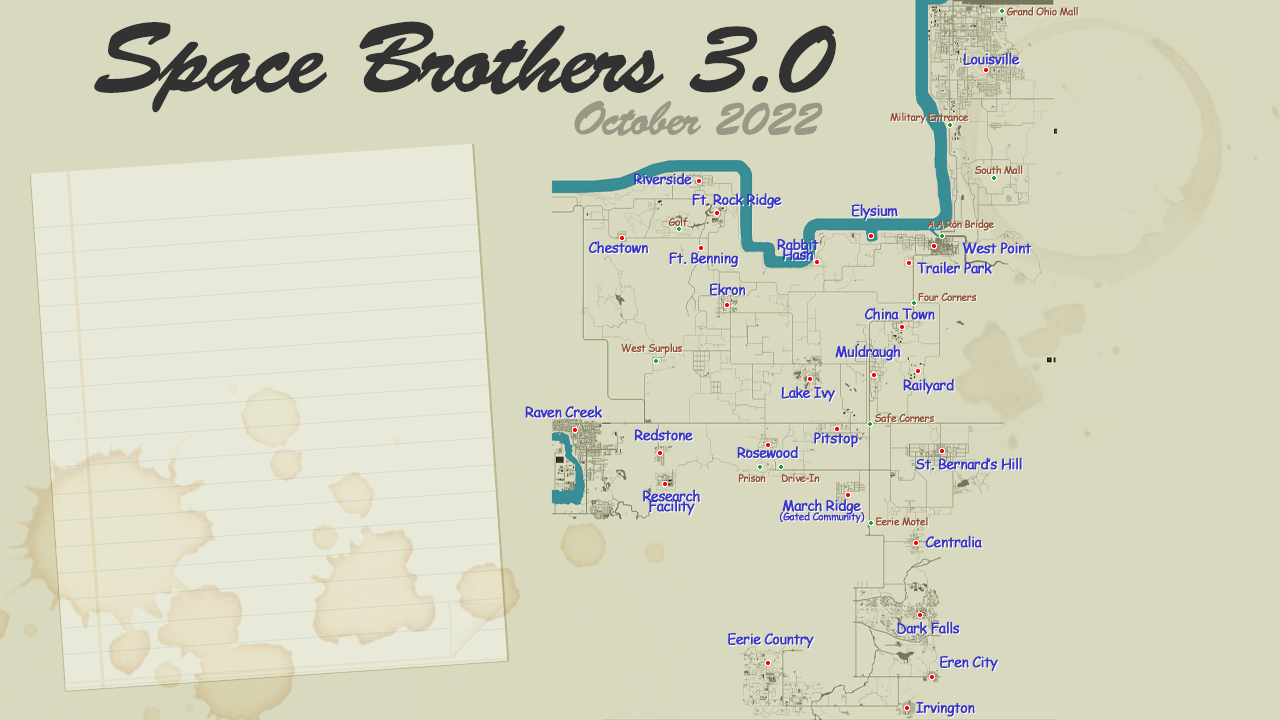 Space Brothers 3.0
October 2022
Grand Ohio Mall
Louisville
Military Entrance
South Mall
Riverside
Ft. Rock Ridge
Elysium
Golf
A.A.Ron Bridge
Chestown
Ft. Benning
Rabbit
Hash
West Point
Trailer Park
Ekron
Four Corners
China Town
West Surplus
Muldraugh
Lake Ivy
Railyard
Raven Creek
Safe Corners
Redstone
Pitstop
Rosewood
St. Bernard's Hill
Prison
Drive-In
Research
Facility
March Ridge
(Gated Community)
Eerie Motel
Centralia
Dark Falls
Eerie Country
Eren City
Irvington